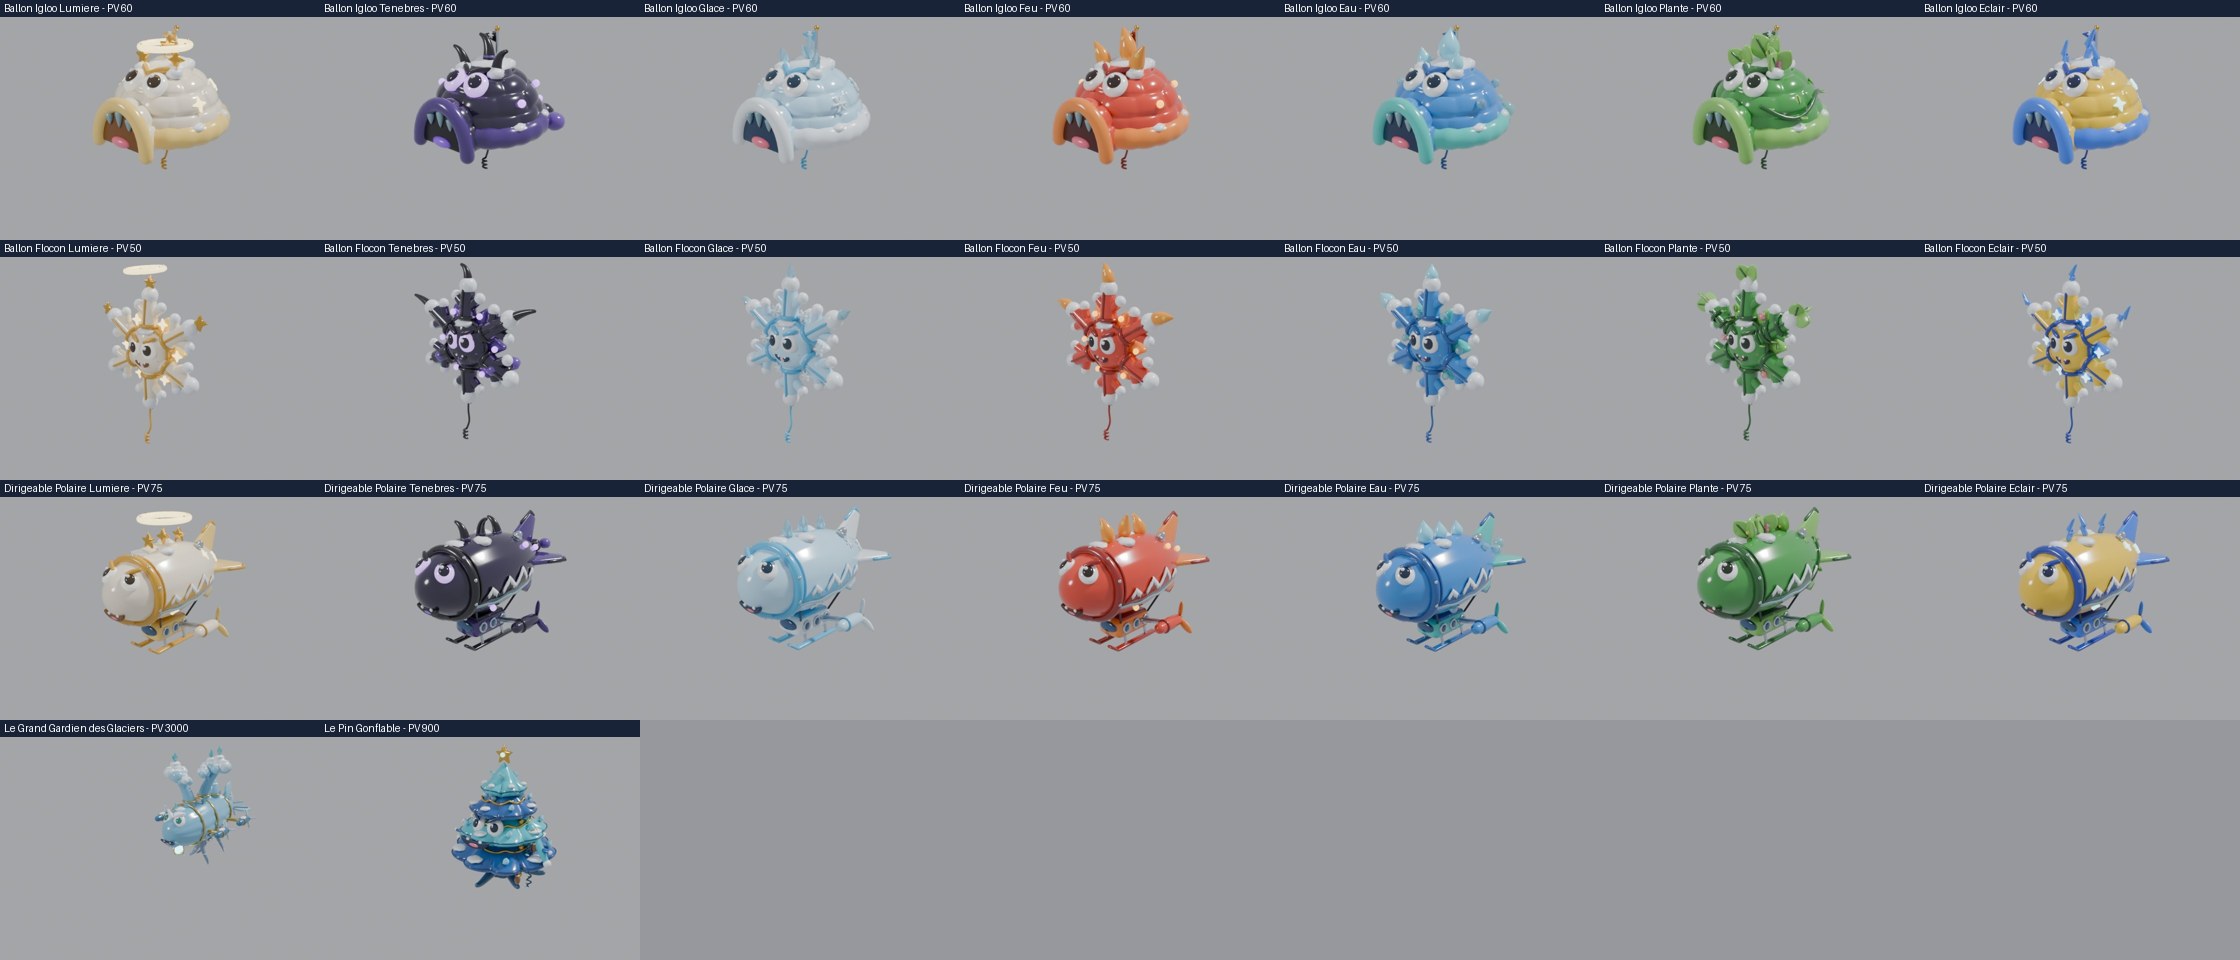 Ballon Igloo Lumiere - PV60
Ballon Igloo Tenebres - PV60
Ballon Igloo Glace - PV60
Ballon Igloo Feu - PV60
Ballon Igloo Eau - PV60
Ballon Igloo Plante - PV60
Ballon Igloo Eclair - PV60
Ballon Flocon Lumiere - PV50
Ballon Flocon Tenebres - PV50
Ballon Flocon Glace - PV50
Ballon Flocon Feu - PV50
Ballon Flocon Eau - PV50
Ballon Flocon Plante - PV50
Ballon Flocon Eclair - PV50
Dirigeable Polaire Lumiere - PV75
Dirigeable Polaire Tenebres - PV75
Dirigeable Polaire Glace - PV75
Dirigeable Polaire Feu - PV75
Dirigeable Polaire Eau - PV75
Dirigeable Polaire Plante - PV75
Dirigeable Polaire Eclair - PV75
Le Grand Gardien des Glaciers - PV3000
Le Pin Gonflable - PV900